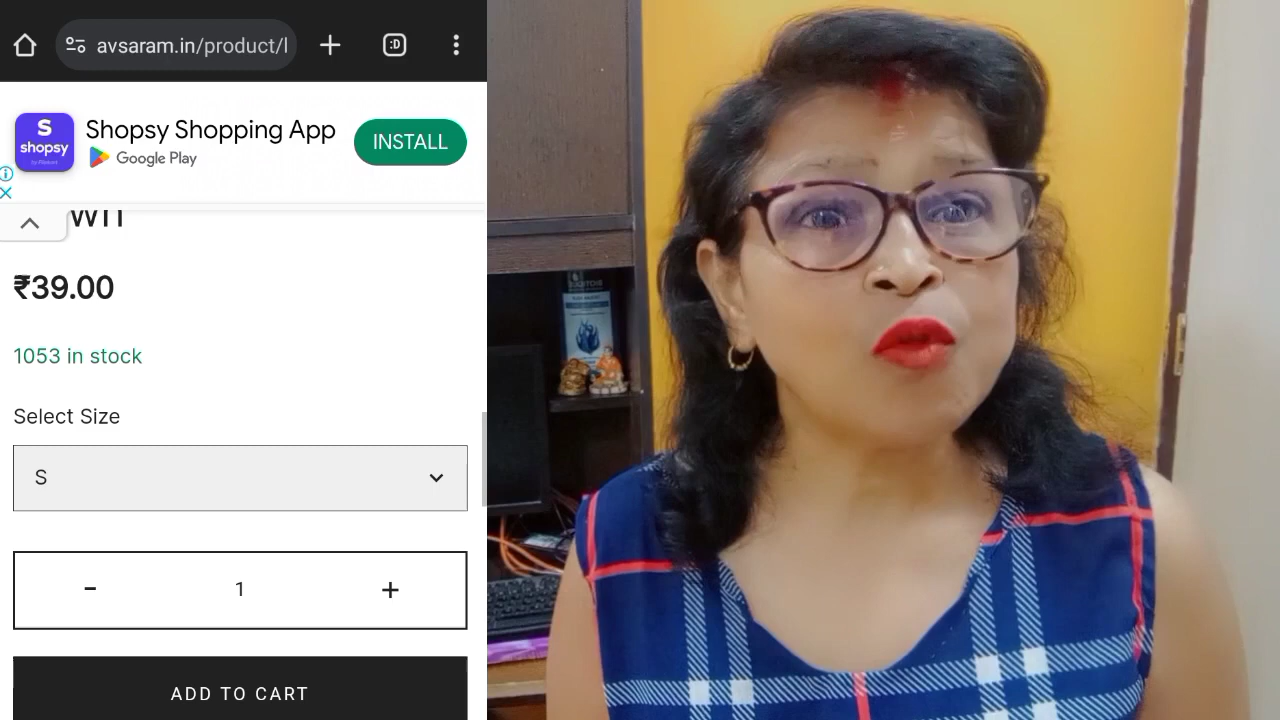 avsaram.in/product/l
:D
S
shopsy
Shopsy Shopping App
Google Play
INSTALL
₹39.00
1053 in stock
Select Size
S
- 1 +
ADD TO CART